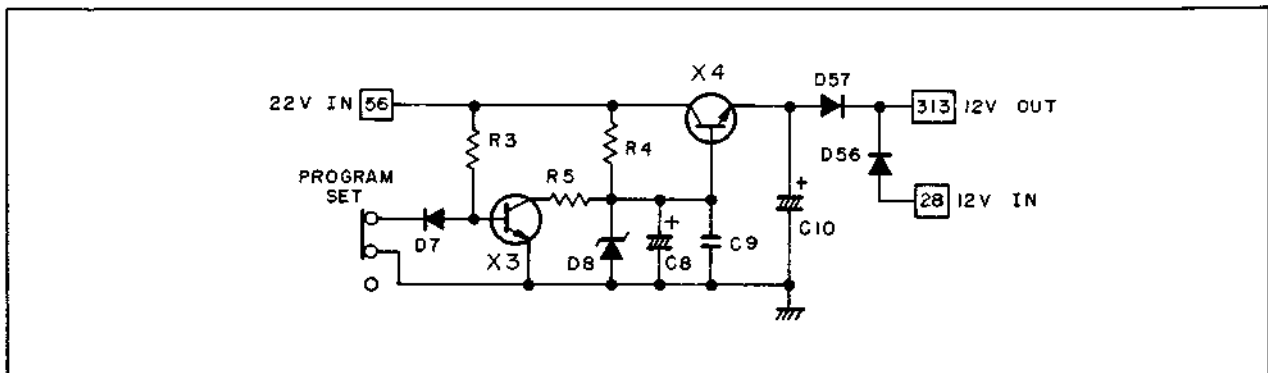 X4
D57
22V IN 56
313 12V OUT
R3
R4
D56
PROGRAM
SET
R5
28 12V IN
+
+
C10
D7
X3
D8
C8
C9